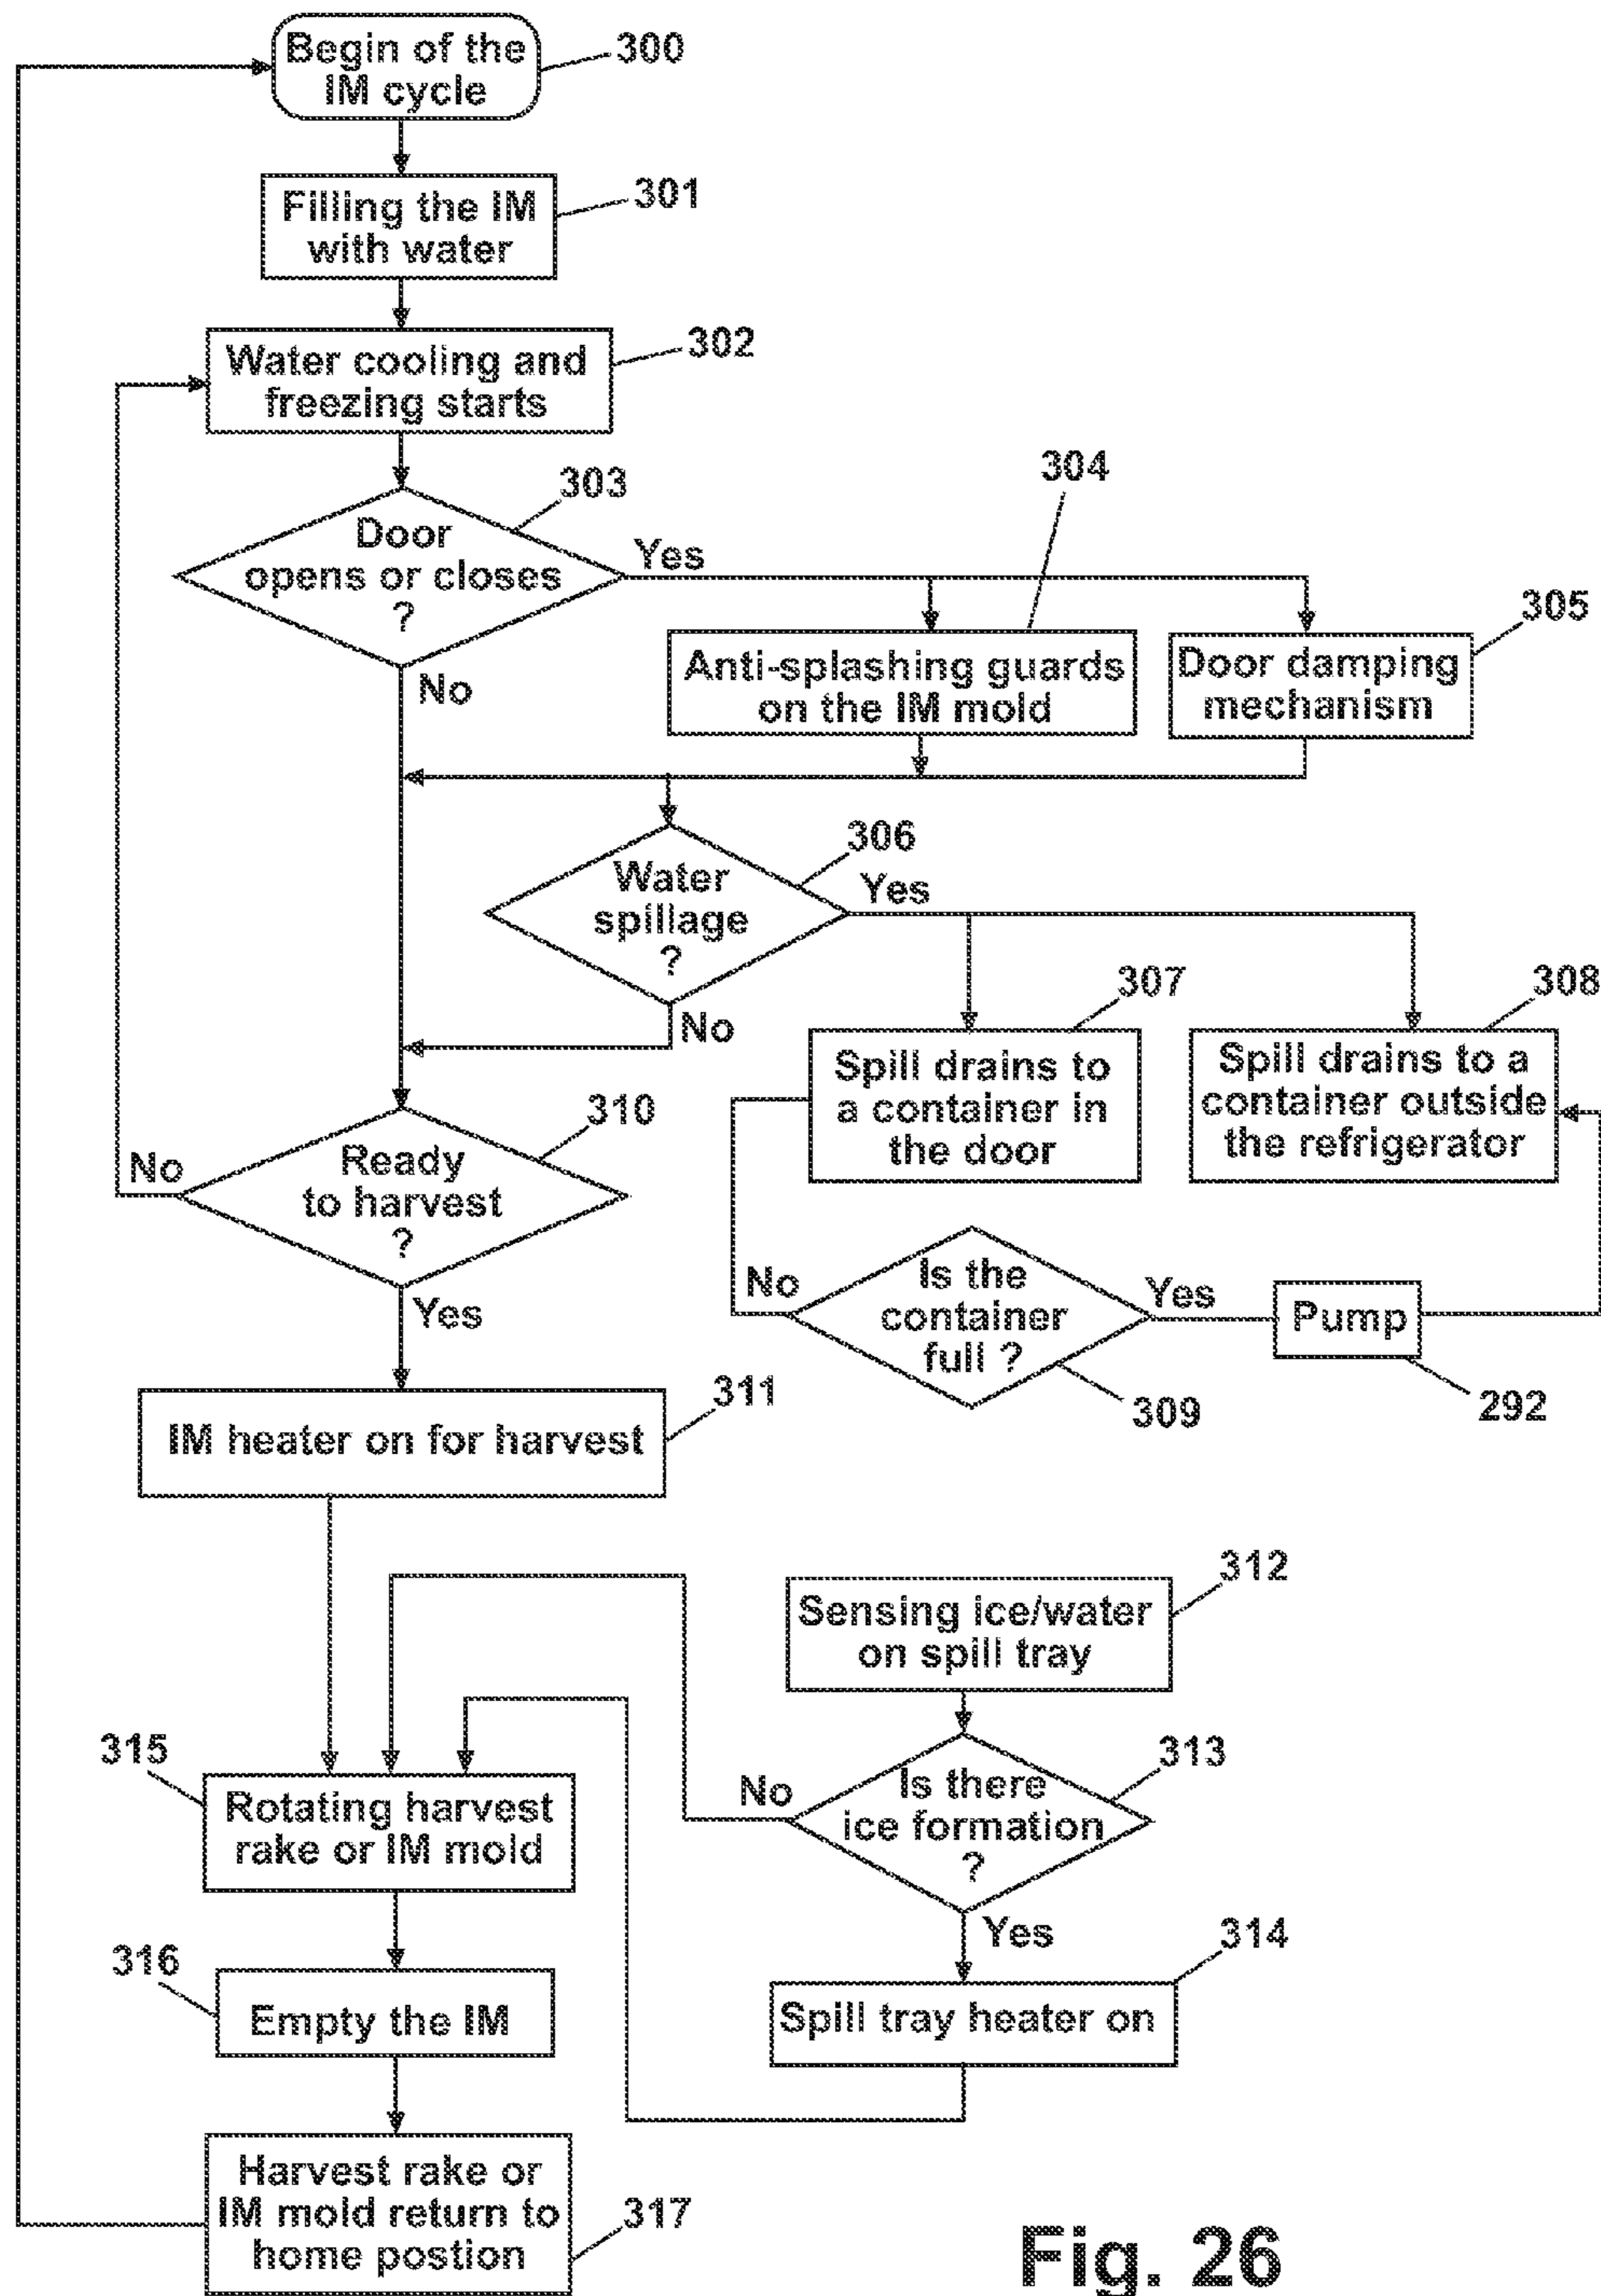 Begin of the
IM cycle
300
Filling the IM
with water
301
Water cooling and
freezing starts
302
Door
opens or closes
?
303
Yes
No
304
Anti-splashing guards
on the IM mold
305
Door damping
mechanism
Water
spillage
?
306
Yes
No
307
Spill drains to
a container in
the door
308
Spill drains to a
container outside
the refrigerator
310
Ready
to harvest
?
No
Yes
Is the
container
full ?
No
Yes
309
Pump
292
IM heater on for harvest
311
312
Sensing ice/water
on spill tray
313
Is there
ice formation
?
No
Yes
314
Spill tray heater on
315
Rotating harvest
rake or IM mold
316
Empty the IM
Harvest rake or
IM mold return to
home postion
317
Fig. 26